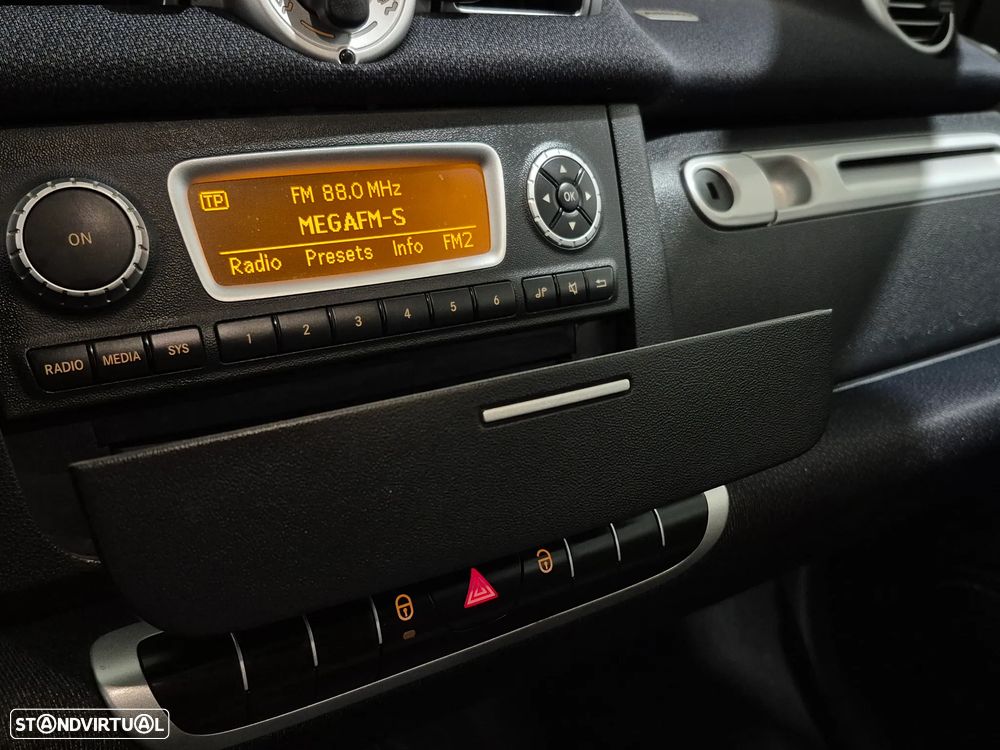 TP
FM 88.0 MHz
MEGAFM-S
Radio Presets Info FM2
ON
OK
1 2 3 4 5 6
RADIO MEDIA SYS
STANDVIRTUAL